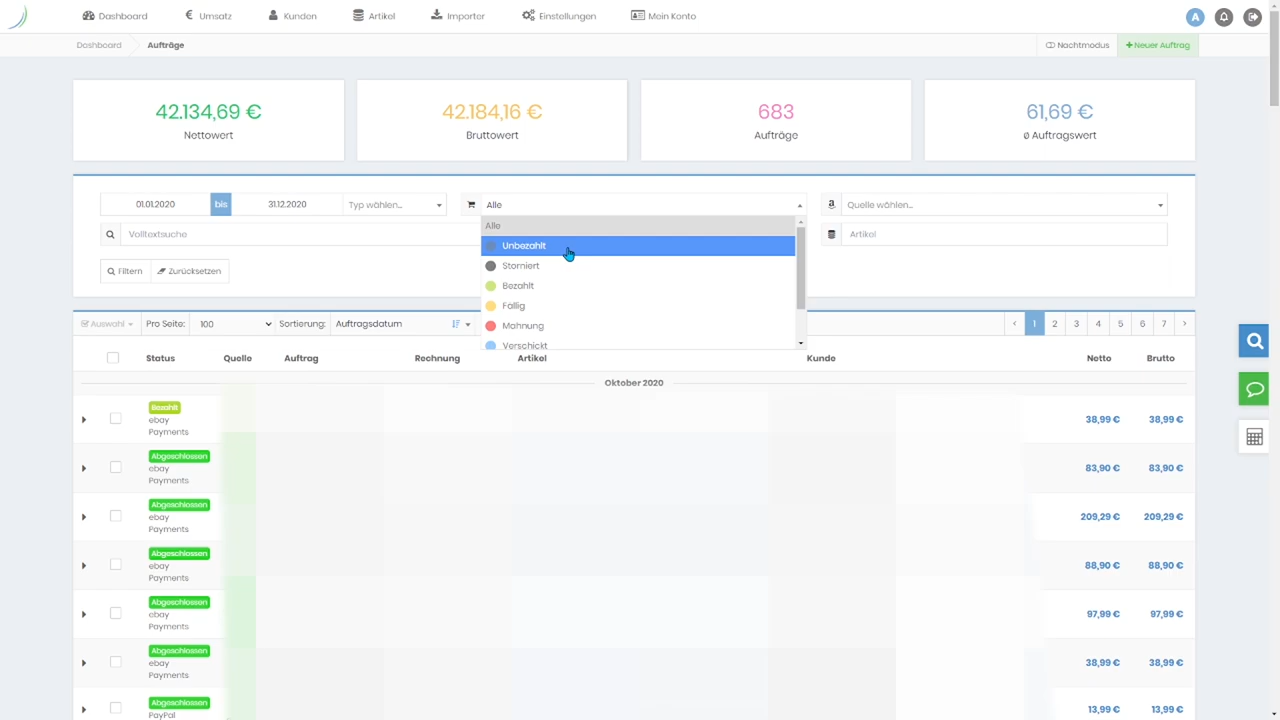 Dashboard € Umsatz Kunden Artikel Importer Einstellungen Mein Konto A
Dashboard Aufträge Nachtmodus +Neuer Auftrag
42.134,69 € 42.184,16 € 683 61,69 €
Nettowert Bruttowert Aufträge ø Auftragswert
01.01.2020 bis 31.12.2020 Typ wählen... Alle Quelle wählen...
Volltextsuche Artikel
Alle
Unbezahlt
Storniert
Filtern Zurücksetzen
Bezahlt
Fällig
Mahnung
Verschickt
Auswahl Pro Seite: 100 Sortierung: Auftragsdatum < 1 2 3 4 5 6 7 >
Status Quelle Auftrag Rechnung Artikel Kunde Netto Brutto
Oktober 2020
Bezahlt
ebay
Payments
38,99 € 38,99 €
Abgeschlossen
ebay
Payments
83,90 € 83,90 €
Abgeschlossen
ebay
Payments
209,29 € 209,29 €
Abgeschlossen
ebay
Payments
88,90 € 88,90 €
Abgeschlossen
ebay
Payments
97,99 € 97,99 €
Abgeschlossen
ebay
Payments
38,99 € 38,99 €
Abgeschlossen
PayPal
13,99 € 13,99 €